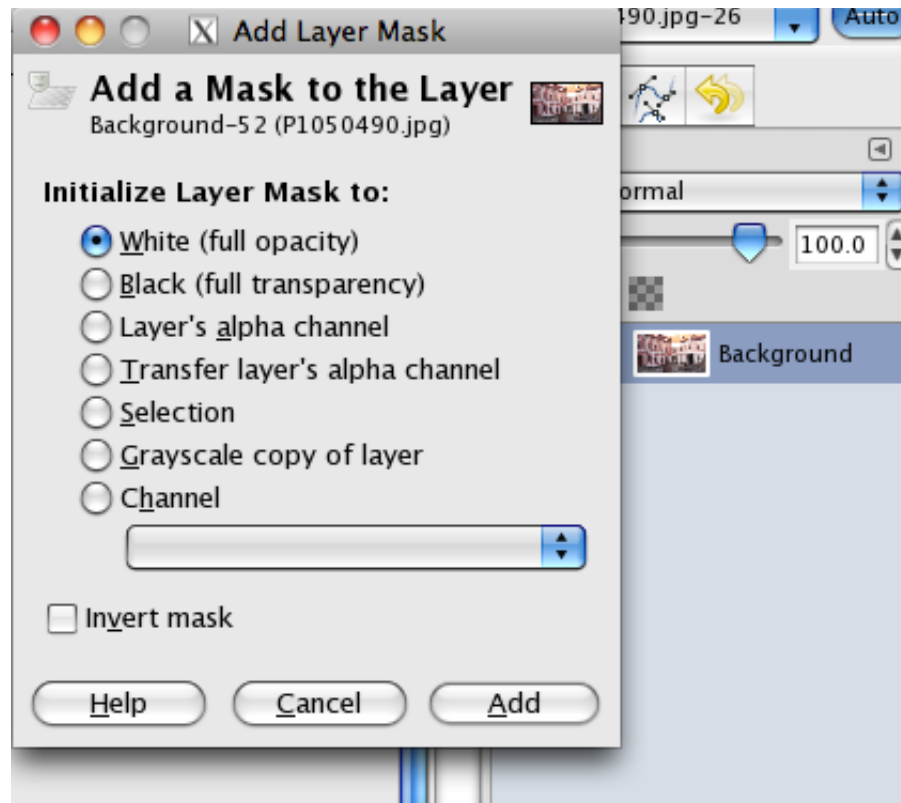 Add Layer Mask
Add a Mask to the Layer
Background-52 (P1050490.jpg)
Initialize Layer Mask to:
White (full opacity)
Black (full transparency)
Layer's alpha channel
Transfer layer's alpha channel
Selection
Grayscale copy of layer
Channel
Invert mask
Help
Cancel
Add
490.jpg-26
Auto
ormal
100.0
Background